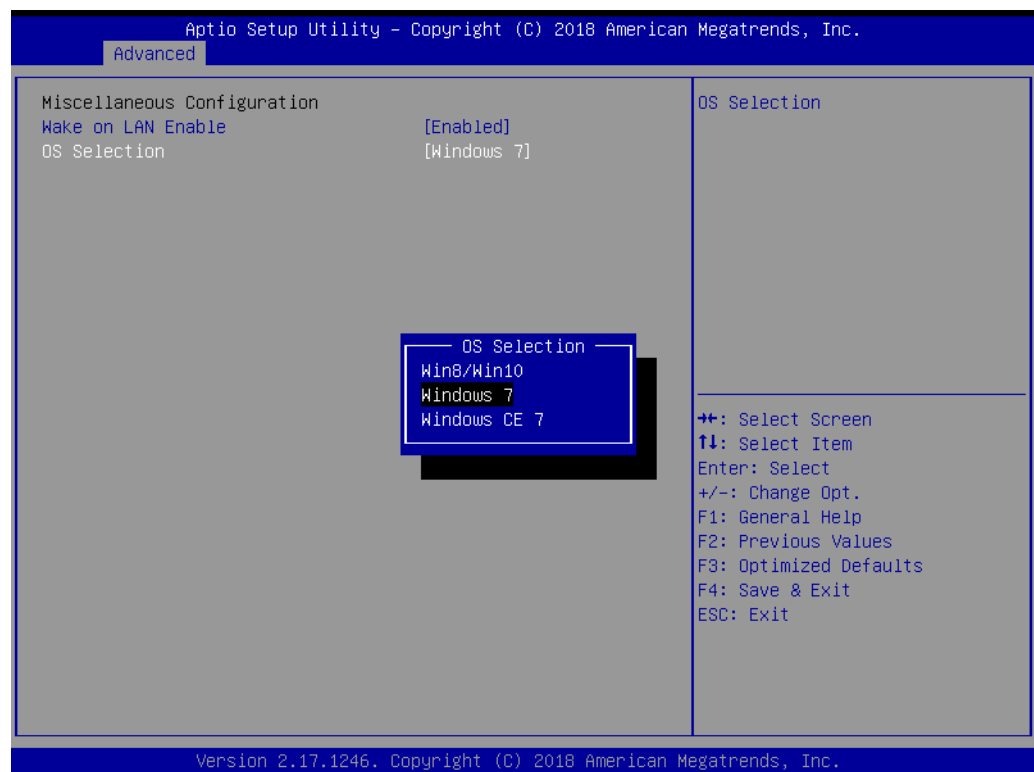 Aptio Setup Utility – Copyright (C) 2018 American Megatrends, Inc.
Advanced
Miscellaneous Configuration
Wake on LAN Enable [Enabled]
OS Selection [Windows 7]
OS Selection
OS Selection
Win8/Win10
Windows 7
Windows CE 7
→←: Select Screen
↑↓: Select Item
Enter: Select
+/-: Change Opt.
F1: General Help
F2: Previous Values
F3: Optimized Defaults
F4: Save & Exit
ESC: Exit
Version 2.17.1246. Copyright (C) 2018 American Megatrends, Inc.